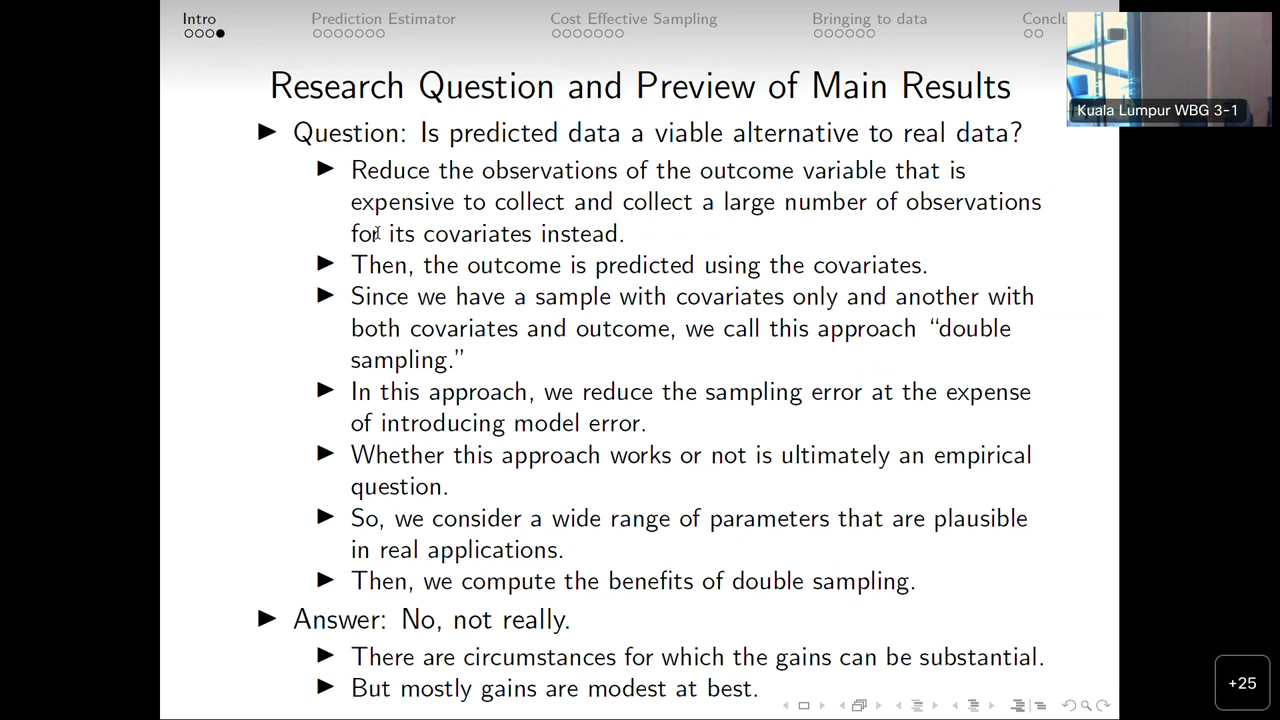 Intro
Prediction Estimator
Cost Effective Sampling
Bringing to data
Kuala Lumpur WBG 3-1
Research Question and Preview of Main Results
Question: Is predicted data a viable alternative to real data?
Reduce the observations of the outcome variable that is
expensive to collect and collect a large number of observations
for its covariates instead.
Then, the outcome is predicted using the covariates.
Since we have a sample with covariates only and another with
both covariates and outcome, we call this approach “double
sampling.”
In this approach, we reduce the sampling error at the expense
of introducing model error.
Whether this approach works or not is ultimately an empirical
question.
So, we consider a wide range of parameters that are plausible
in real applications.
Then, we compute the benefits of double sampling.
Answer: No, not really.
There are circumstances for which the gains can be substantial.
But mostly gains are modest at best.
+25